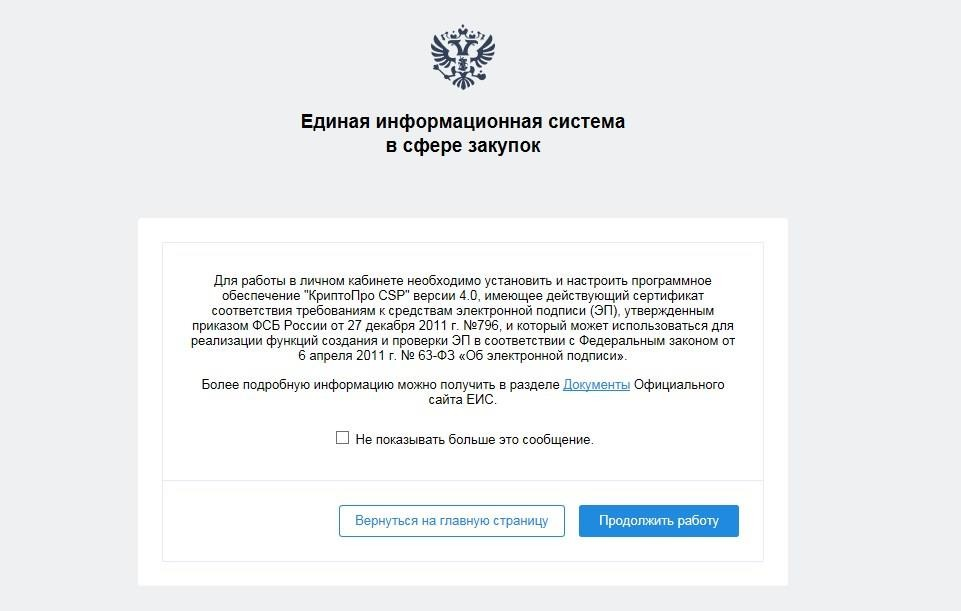 Единая информационная система
в сфере закупок
Для работы в личном кабинете необходимо установить и настроить программное
обеспечение "КриптоПро CSP" версии 4.0, имеющее действующий сертификат
соответствия требованиям к средствам электронной подписи (ЭП), утвержденным
приказом ФСБ России от 27 декабря 2011 г. №796, и который может использоваться для
реализации функций создания и проверки ЭП в соответствии с Федеральным законом от
6 апреля 2011 г. № 63-ФЗ «Об электронной подписи».
Более подробную информацию можно получить в разделе Документы Официального
сайта ЕИС.
Не показывать больше это сообщение.
Вернуться на главную страницу
Продолжить работу